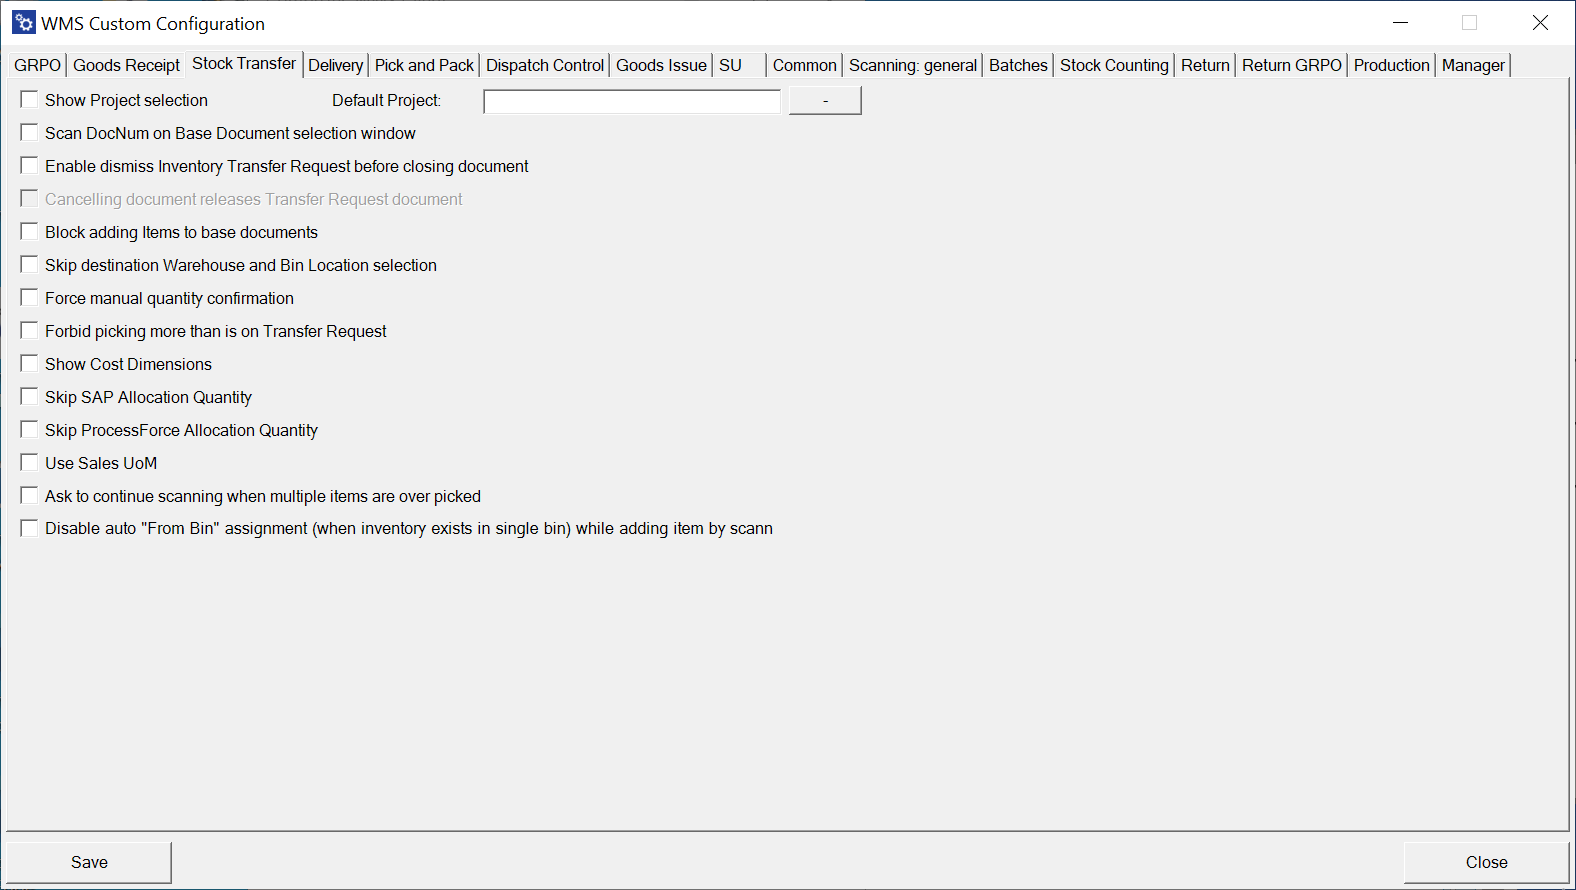 WMS Custom Configuration
GRPO Goods Receipt Stock Transfer Delivery Pick and Pack Dispatch Control Goods Issue SU Common Scanning: general Batches Stock Counting Return Return GRPO Production Manager
Show Project selection Default Project: -
Scan DocNum on Base Document selection window
Enable dismiss Inventory Transfer Request before closing document
Cancelling document releases Transfer Request document
Block adding Items to base documents
Skip destination Warehouse and Bin Location selection
Force manual quantity confirmation
Forbid picking more than is on Transfer Request
Show Cost Dimensions
Skip SAP Allocation Quantity
Skip ProcessForce Allocation Quantity
Use Sales UoM
Ask to continue scanning when multiple items are over picked
Disable auto "From Bin" assignment (when inventory exists in single bin) while adding item by scann
Save Close